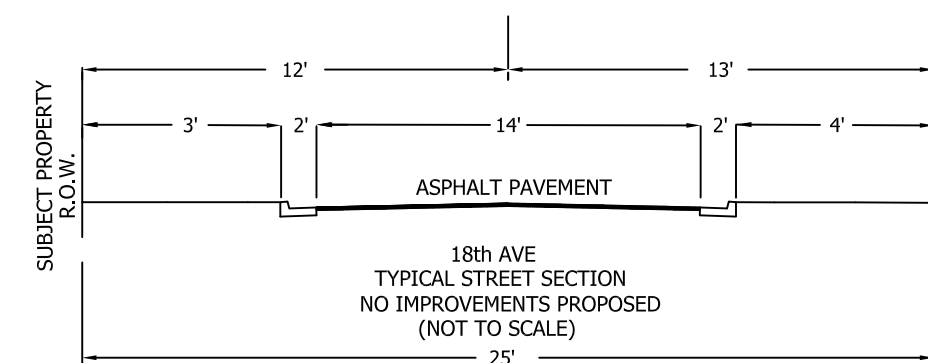 12' 13'
3' 2' 14' 2' 4'
SUBJECT PROPERTY
R.O.W.
ASPHALT PAVEMENT
18th AVE
TYPICAL STREET SECTION
NO IMPROVEMENTS PROPOSED
(NOT TO SCALE)
25'